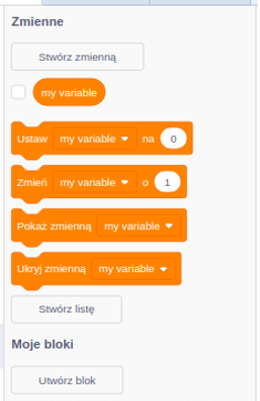 Zmienne
Stwórz zmienną
my variable
Ustaw my variable na 0
Zmień my variable o 1
Pokaż zmienną my variable
Ukryj zmienną my variable
Stwórz listę
Moje bloki
Utwórz blok